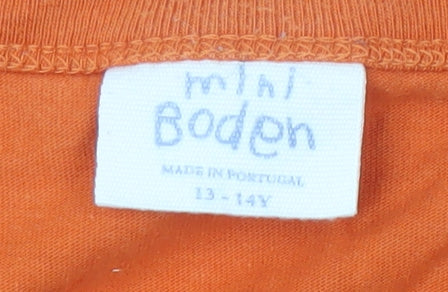 mini
Boden
MADE IN PORTUGAL
13 - 14Y